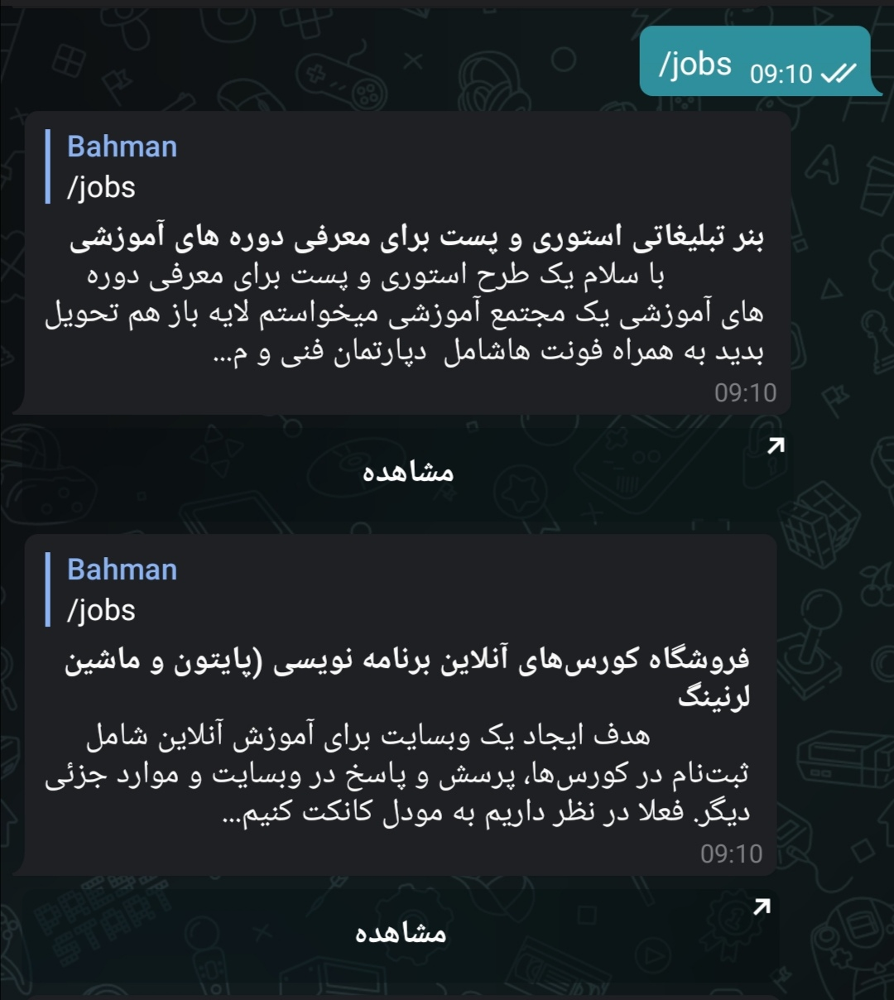 /jobs 09:10
Bahman
/jobs
بنر تبلیغاتی استوری و پست برای معرفی دوره های آموزشی
با سلام یک طرح استوری و پست برای معرفی دوره
های آموزشی یک مجتمع آموزشی میخواستم لایه باز هم تحویل
بدید به همراه فونت هاشامل  دپارتمان فنی و م...
09:10
مشاهده
Bahman
/jobs
فروشگاه کورس‌های آنلاین برنامه نویسی (پایتون و ماشین
لرنینگ
هدف ایجاد یک وبسایت برای آموزش آنلاین شامل
ثبت‌نام در کورس‌ها، پرسش و پاسخ در وبسایت و موارد جزئی
دیگر. فعلا در نظر داریم به مودل کانکت کنیم...
09:10
مشاهده